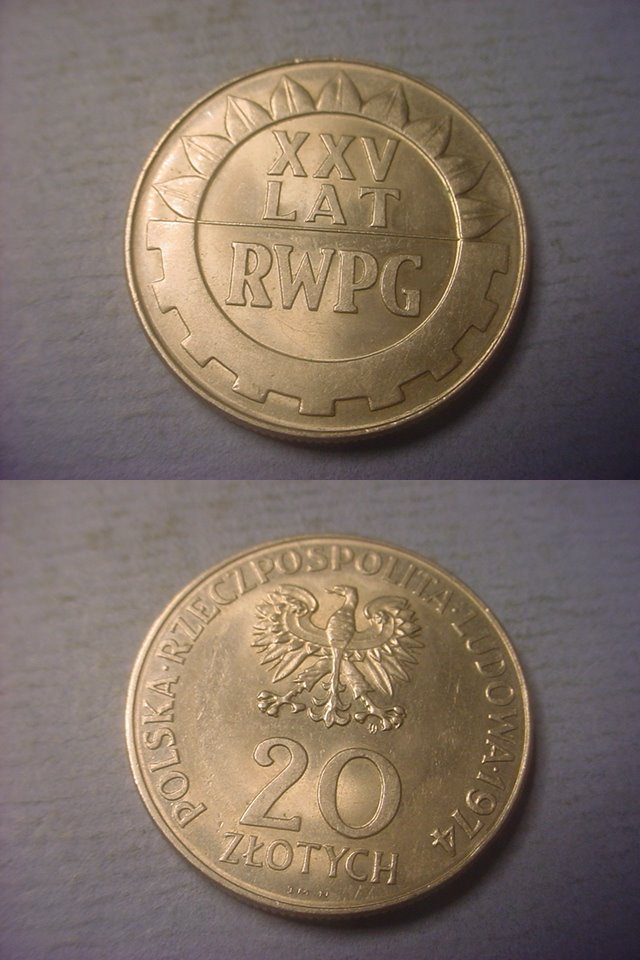 XXV
LAT
RWPG
POLSKA · RZECZPOSPOLITA · LUDOWA · 1974
20
ZŁOTYCH